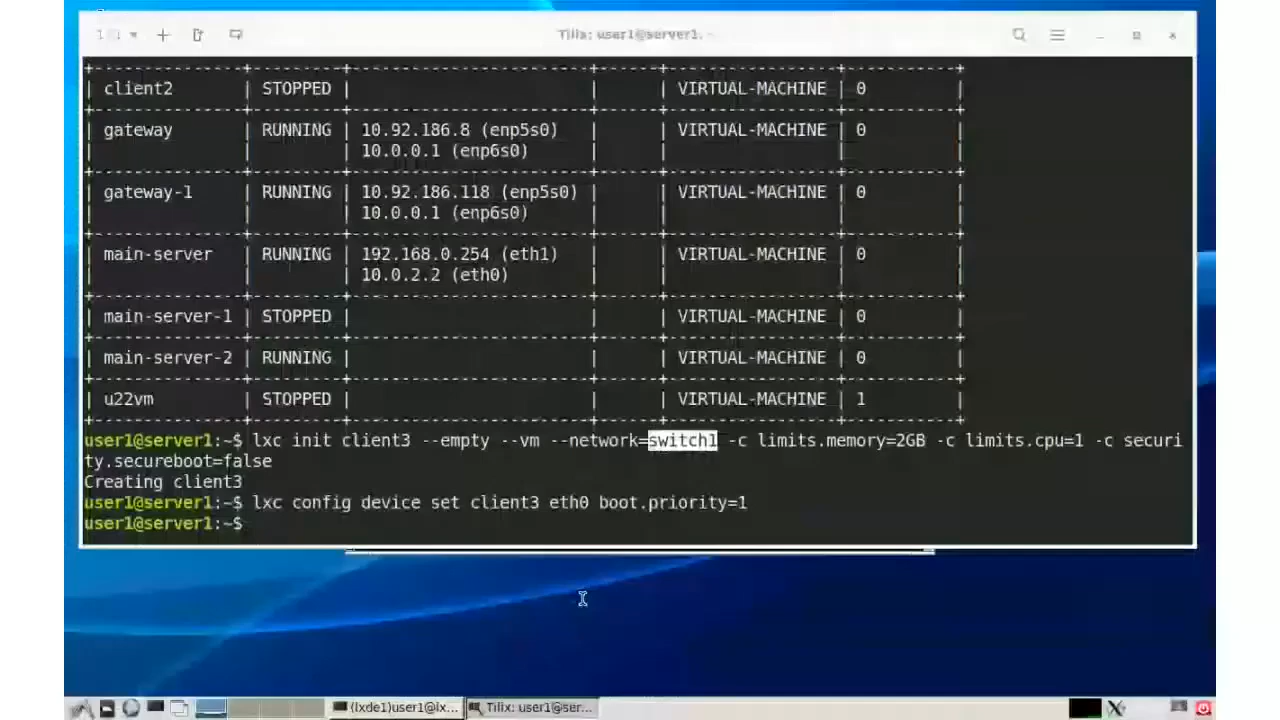 1 / 1
Tilix: user1@server1: ~
| client2 | STOPPED | | | VIRTUAL-MACHINE | 0 |
| gateway | RUNNING | 10.92.186.8 (enp5s0) | | VIRTUAL-MACHINE | 0 |
| | | 10.0.0.1 (enp6s0) | | | |
| gateway-1 | RUNNING | 10.92.186.118 (enp5s0) | | VIRTUAL-MACHINE | 0 |
| | | 10.0.0.1 (enp6s0) | | | |
| main-server | RUNNING | 192.168.0.254 (eth1) | | VIRTUAL-MACHINE | 0 |
| | | 10.0.2.2 (eth0) | | | |
| main-server-1 | STOPPED | | | VIRTUAL-MACHINE | 0 |
| main-server-2 | RUNNING | | | VIRTUAL-MACHINE | 0 |
| u22vm | STOPPED | | | VIRTUAL-MACHINE | 1 |
user1@server1:~$ lxc init client3 --empty --vm --network=switch1 -c limits.memory=2GB -c limits.cpu=1 -c securi
ty.secureboot=false
Creating client3
user1@server1:~$ lxc config device set client3 eth0 boot.priority=1
user1@server1:~$
(lxde1)user1@lx... Tilix: user1@ser...